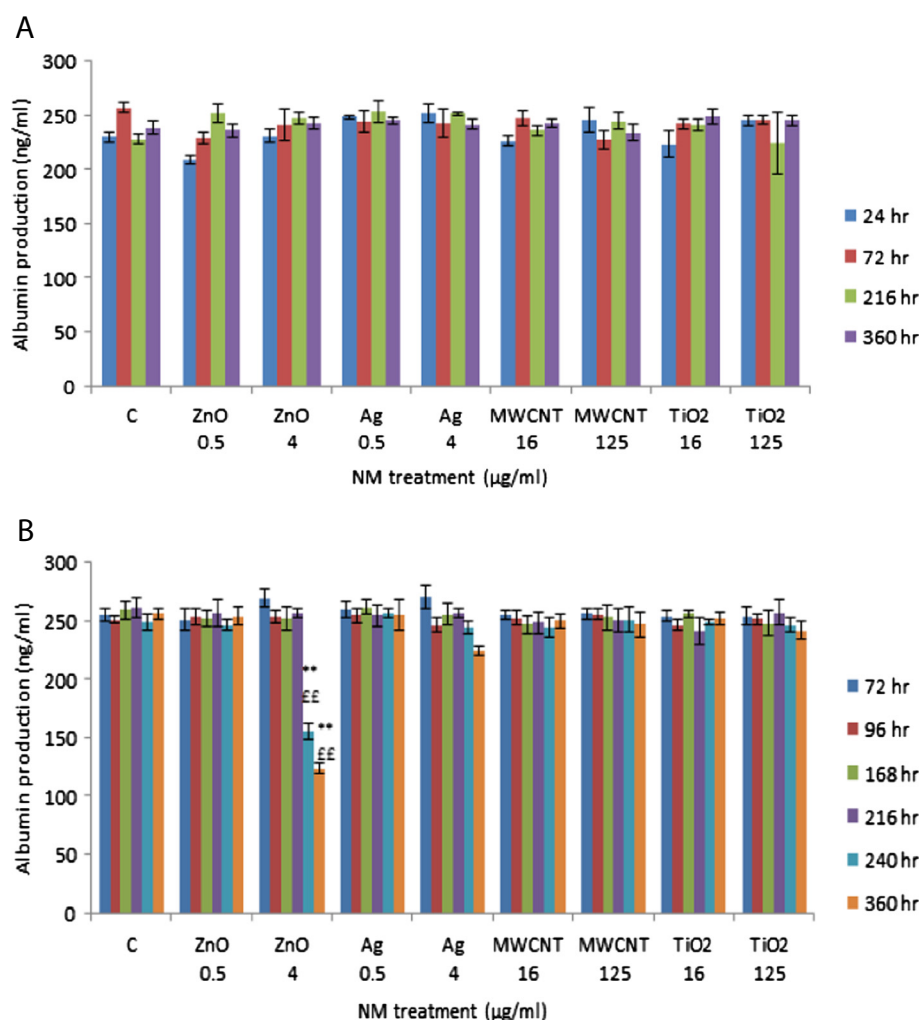 A
Albumin production (ng/ml)
300
250
200
150
100
50
0
C ZnO ZnO Ag Ag MWCNT MWCNT TiO2 TiO2
0.5 4 0.5 4 16 125 16 125
NM treatment (µg/ml)
24 hr
72 hr
216 hr
360 hr
B
Albumin production (ng/ml)
300
250
200
150
100
50
0
**
££
**
££
C ZnO ZnO Ag Ag MWCNT MWCNT TiO2 TiO2
0.5 4 0.5 4 16 125 16 125
NM treatment (µg/ml)
72 hr
96 hr
168 hr
216 hr
240 hr
360 hr